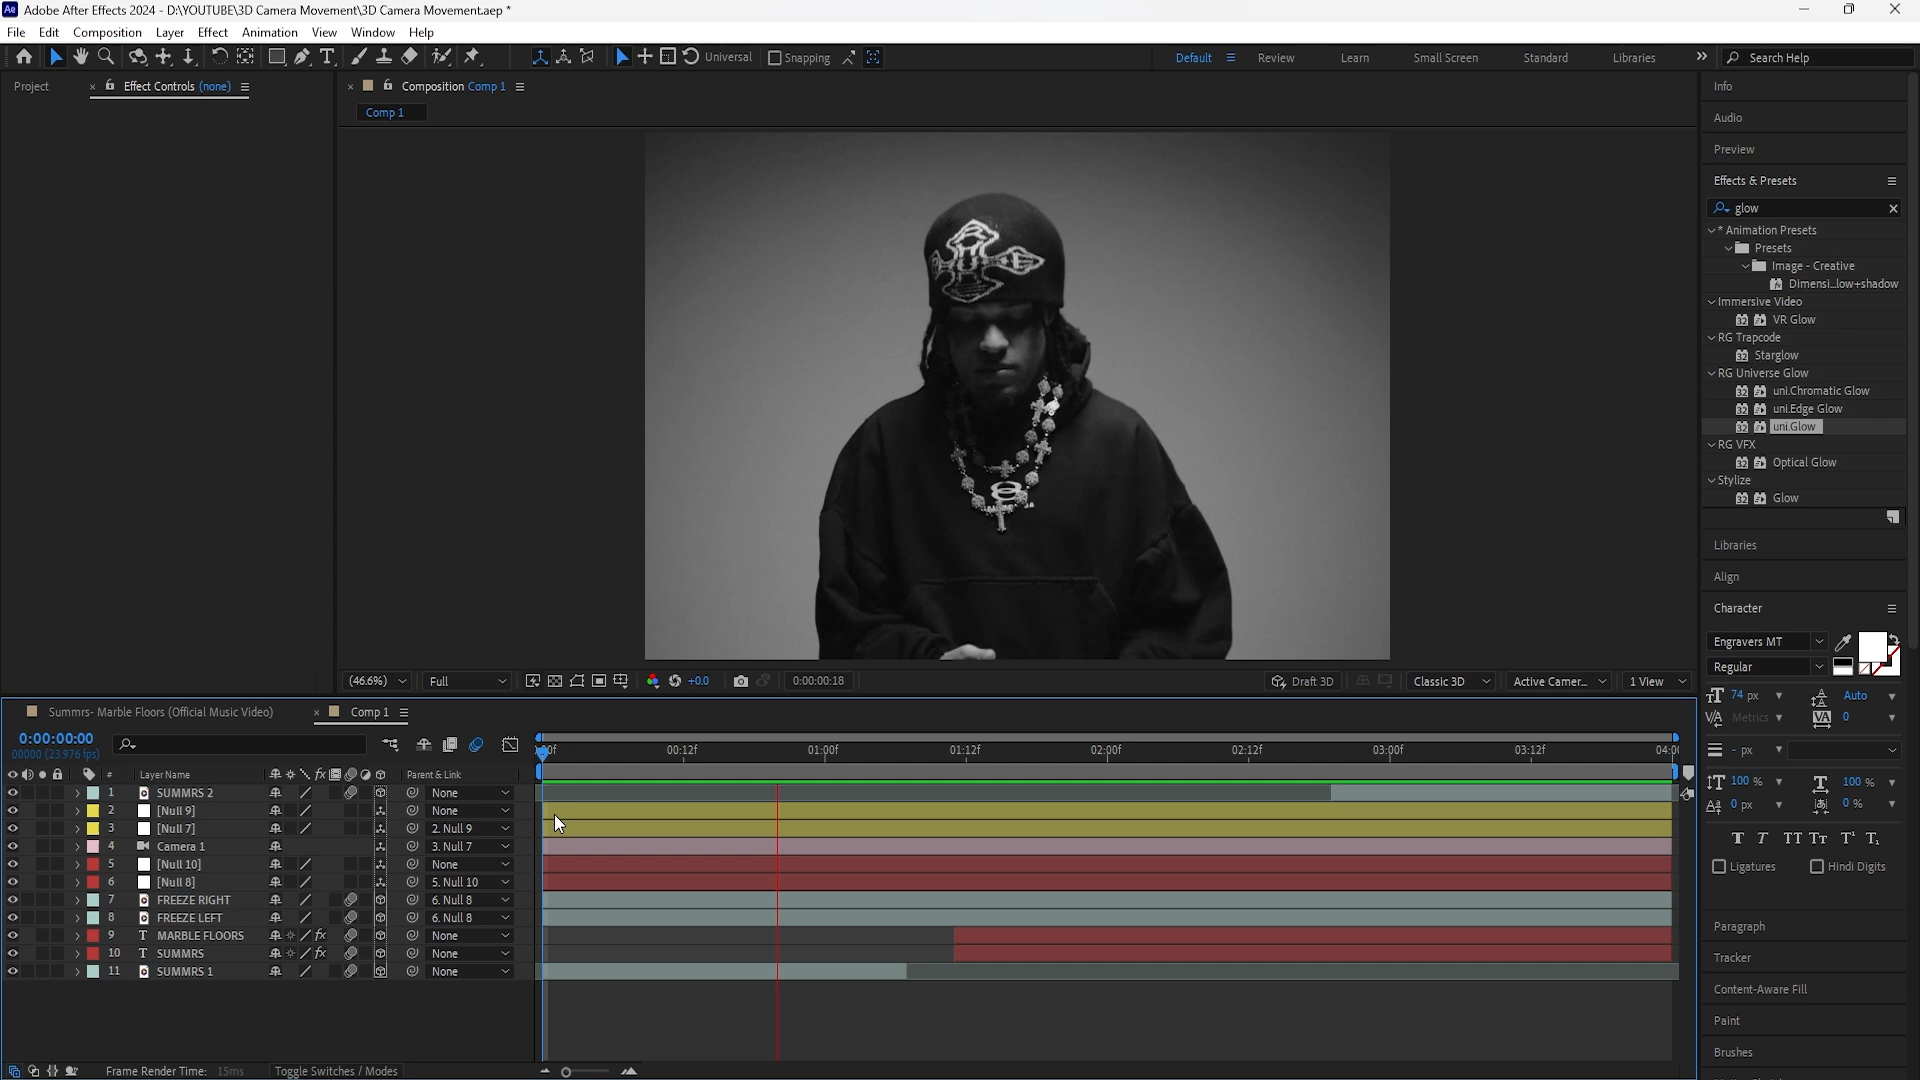 Ae Adobe After Effects 2024 - D:\YOUTUBE\3D Camera Movement\3D Camera Movement.aep *
File Edit Composition Layer Effect Animation View Window Help
Universal Snapping Default Review Learn Small Screen Standard Libraries Search Help
Project × Effect Controls (none) × Composition Comp 1
Comp 1
Info
Audio
Preview
Effects & Presets
glow
* Animation Presets
Presets
Image - Creative
Dimensi...low+shadow
Immersive Video
VR Glow
RG Trapcode
Starglow
RG Universe Glow
uni.Chromatic Glow
uni.Edge Glow
uni.Glow
RG VFX
Optical Glow
Stylize
Glow
Libraries
Align
Character
Engravers MT
Regular
74 px Auto
Metrics 0
- px
100 % 100 %
0 px 0 %
T T TT Tt T¹ T₁
Ligatures Hindi Digits
Paragraph
Tracker
Content-Aware Fill
Paint
Brushes
(46.6%) Full +0.0 0:00:00:18 Draft 3D Classic 3D Active Camer... 1 View
Summrs- Marble Floors (Official Music Video) × Comp 1
0:00:00:00
00000 (23.976 fps)
:00f 00:12f 01:00f 01:12f 02:00f 02:12f 03:00f 03:12f 04:0
# Layer Name fx Parent & Link
1 SUMMRS 2 None
2 [Null 9] None
3 [Null 7] 2. Null 9
4 Camera 1 3. Null 7
5 [Null 10] None
6 [Null 8] 5. Null 10
7 FREEZE RIGHT 6. Null 8
8 FREEZE LEFT 6. Null 8
9 T MARBLE FLOORS fx None
10 T SUMMRS fx None
11 SUMMRS 1 None
Frame Render Time: 15ms Toggle Switches / Modes